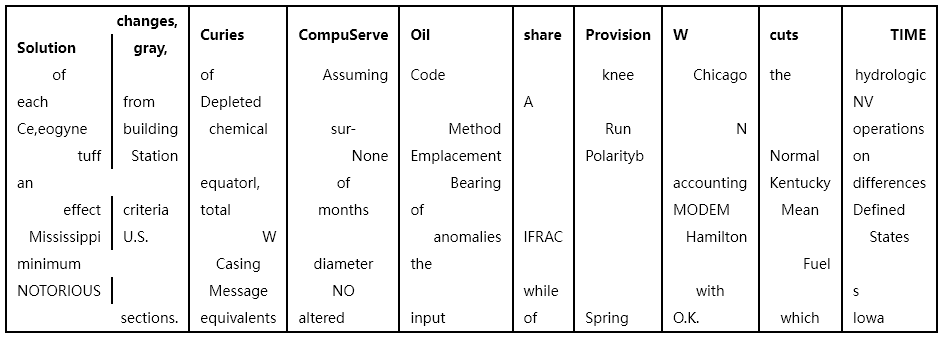 Solution changes, gray, Curies CompuServe Oil share Provision W cuts TIME
of of Assuming Code knee Chicago the hydrologic
each from Depleted A NV
Ce,eogyne building chemical sur- Method Run N operations
tuff Station None Emplacement Polarityb Normal on
an equatorl, of Bearing accounting Kentucky differences
effect criteria total months of MODEM Mean Defined
Mississippi U.S. W anomalies IFRAC Hamilton States
minimum Casing diameter the Fuel
NOTORIOUS Message NO while with s
sections. equivalents altered input of Spring O.K. which Iowa